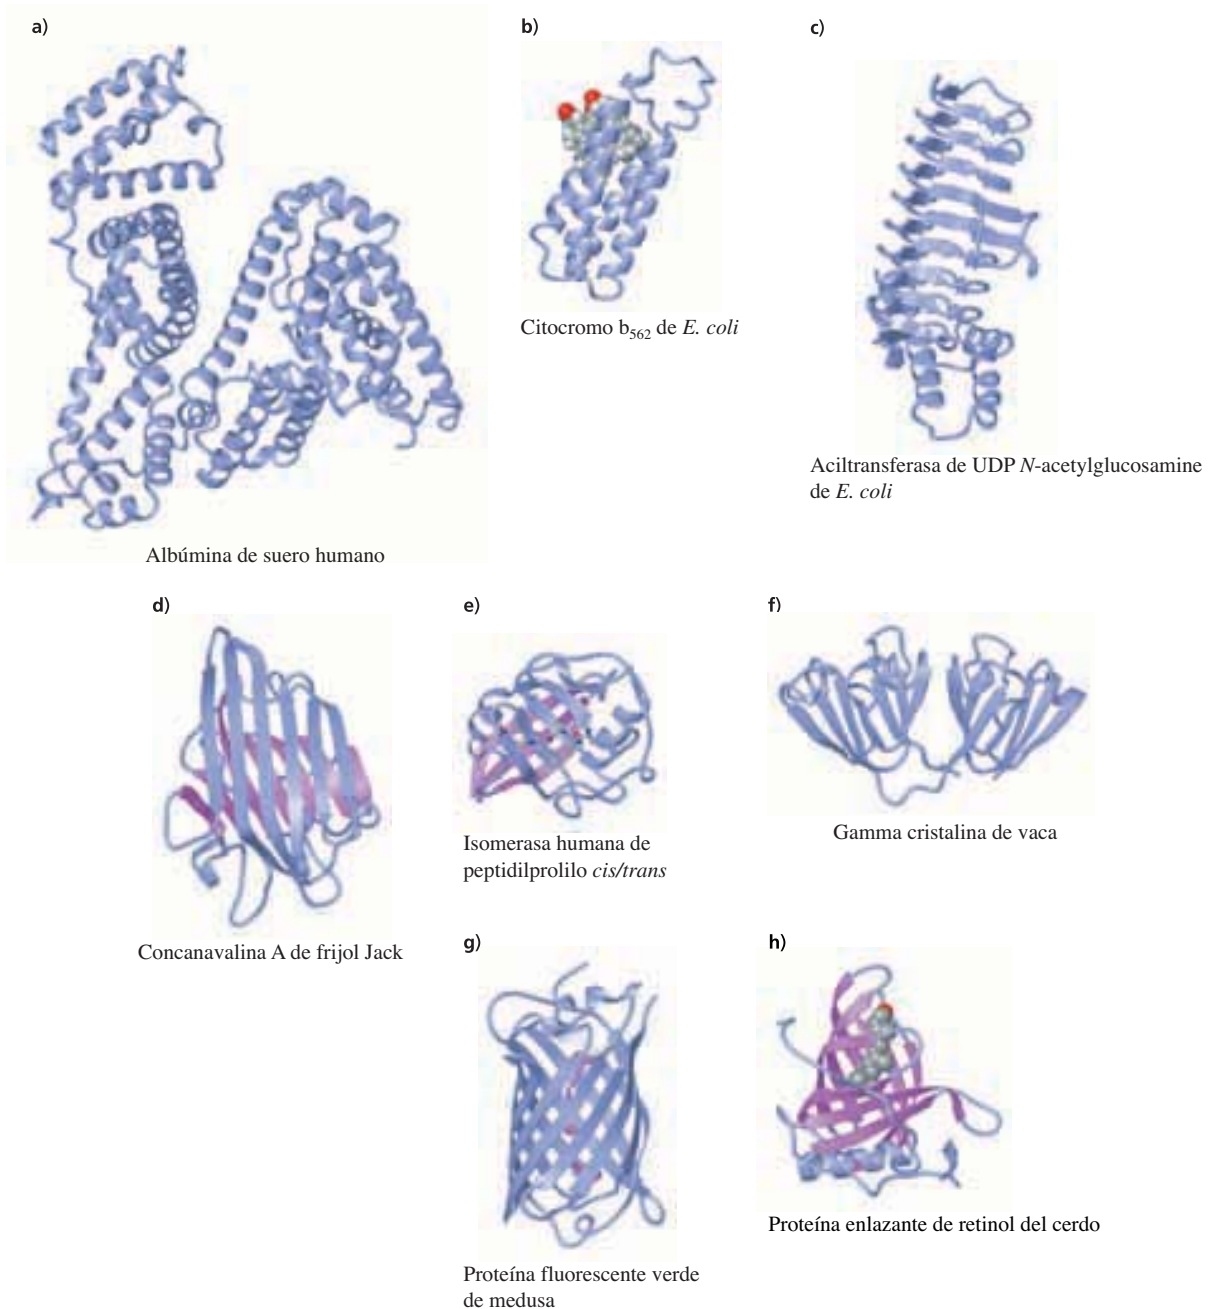 a)
b)
c)
Citocromo b₅₆₂ de E. coli
Aciltransferasa de UDP N-acetylglucosamine
de E. coli
Albúmina de suero humano
d)
e)
f)
Gamma cristalina de vaca
Isomerasa humana de
peptidilprolilo cis/trans
Concanavalina A de frijol Jack
g)
h)
Proteína enlazante de retinol del cerdo
Proteína fluorescente verde
de medusa